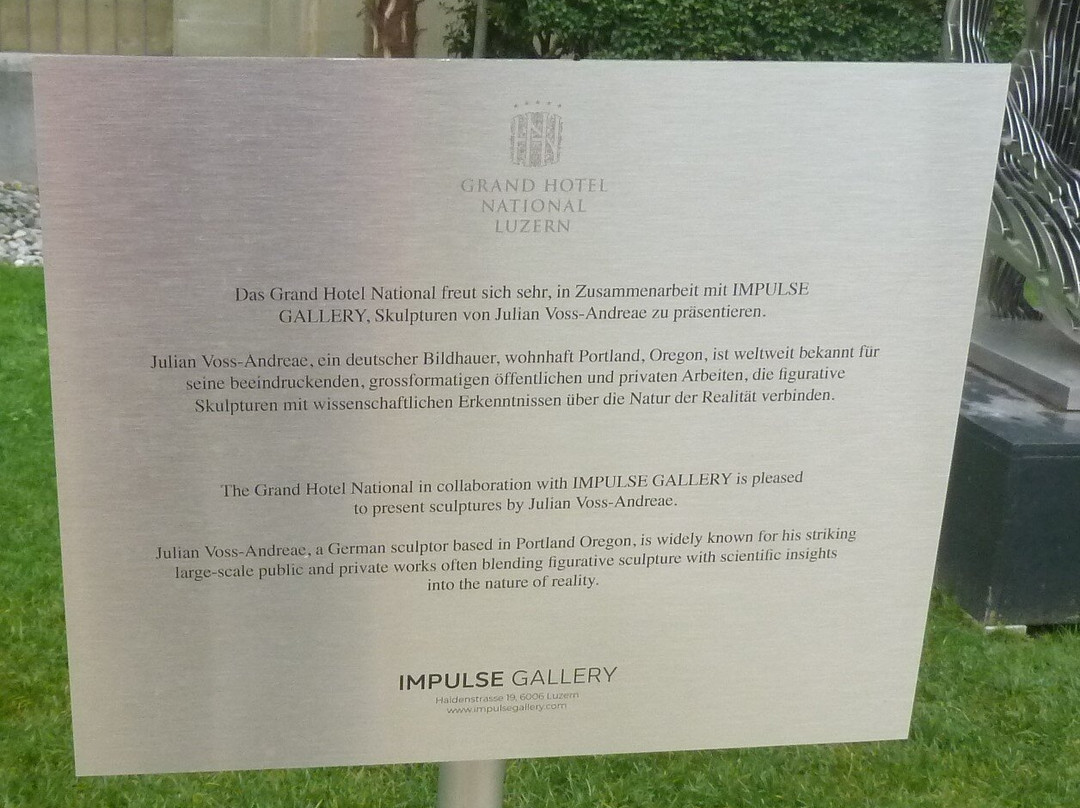 GRAND HOTEL
NATIONAL
LUZERN
Das Grand Hotel National freut sich sehr, in Zusammenarbeit mit IMPULSE
GALLERY, Skulpturen von Julian Voss-Andreae zu präsentieren.
Julian Voss-Andreae, ein deutscher Bildhauer, wohnhaft Portland, Oregon, ist weltweit bekannt für
seine beeindruckenden, grossformatigen öffentlichen und privaten Arbeiten, die figurative
Skulpturen mit wissenschaftlichen Erkenntnissen über die Natur der Realität verbinden.
The Grand Hotel National in collaboration with IMPULSE GALLERY is pleased
to present sculptures by Julian Voss-Andreae.
Julian Voss-Andreae, a German sculptor based in Portland Oregon, is widely known for his striking
large-scale public and private works often blending figurative sculpture with scientific insights
into the nature of reality.
IMPULSE GALLERY
Haldenstrasse 19, 6006 Luzern
www.impulsegallery.com